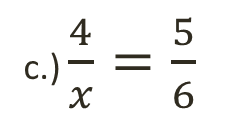 c.) 4/x = 5/6